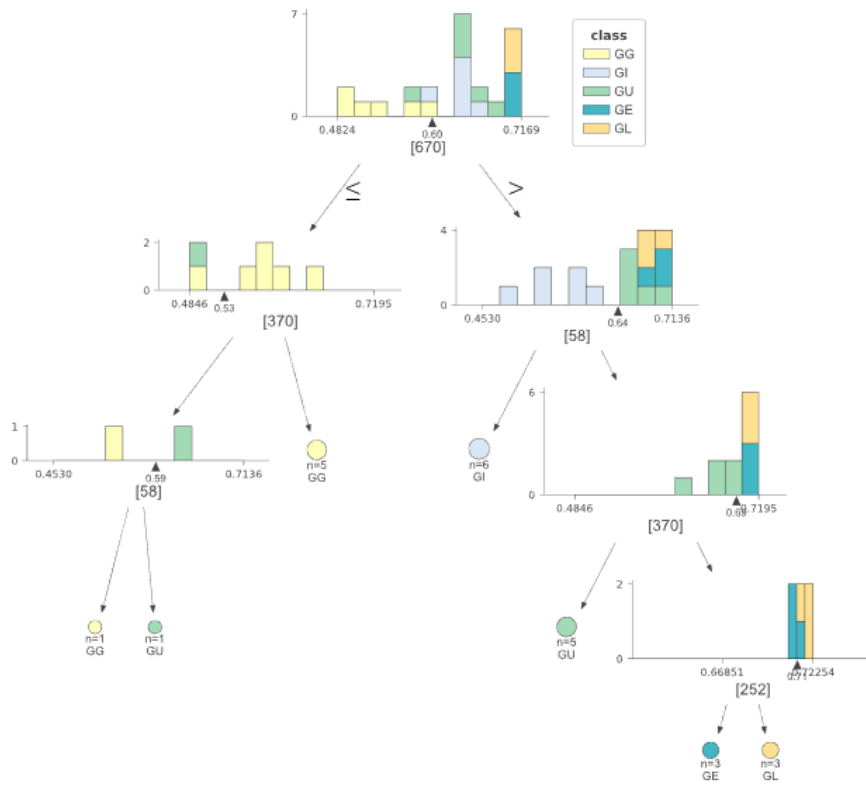 7
0
0.4824
0.60
0.7169
[670]
class
GG
GI
GU
GE
GL
≤
>
2
0
0.4846
0.53
0.7195
[370]
4
0
0.4530
0.64
0.7136
[58]
1
0
0.4530
0.59
0.7136
[58]
n=5
GG
n=6
GI
6
0
0.4846
0.7195
[370]
n=1
GG
n=1
GU
n=5
GU
2
0
0.66851
0.71
0.72254
[252]
n=3
GE
n=3
GL